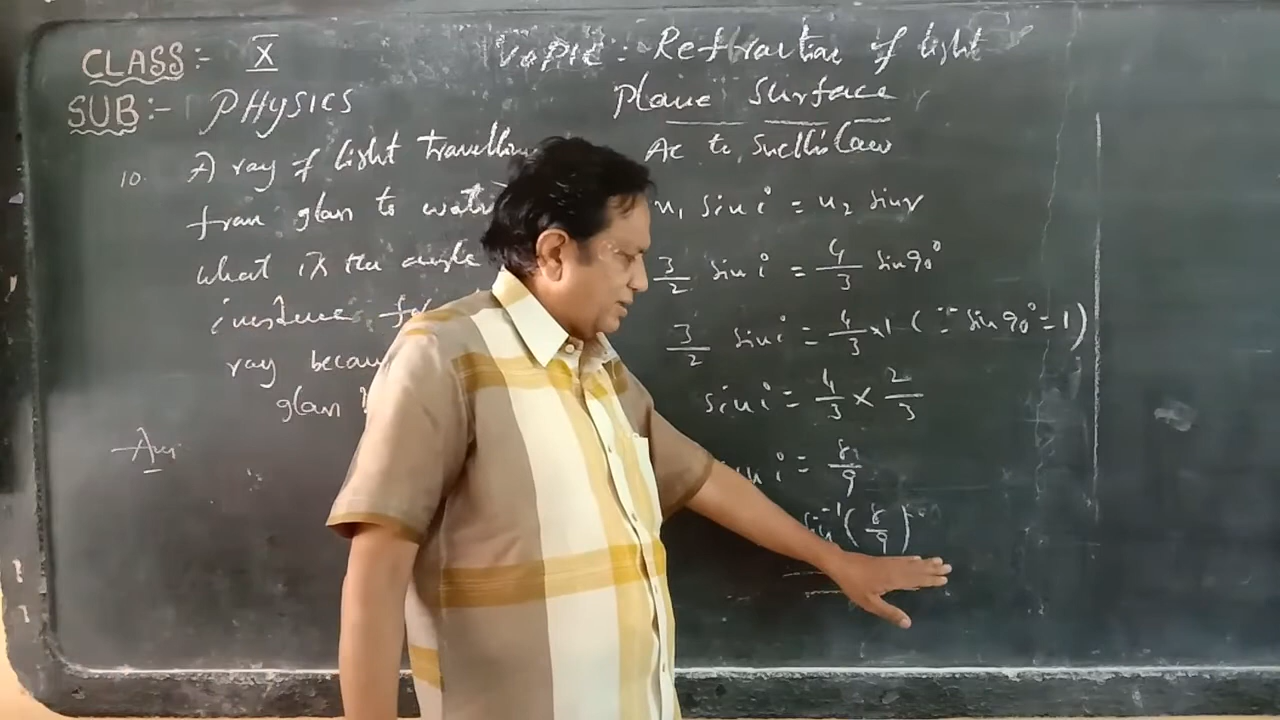 CLASS:- X
SUB:- PHYSICS
Topic:- Refraction of light
Plane Surface
10. A ray of light travelling
from glass to water
what is the angle
incidence for
ray because
glass
Ans
Ac to Snell's Law
n₁ sin i = n₂ sin r
3/2 sin i = 4/3 sin 90°
3/2 sin i = 4/3 × 1 (∵ sin 90° = 1)
sin i = 4/3 × 2/3
i = 8/9
sin⁻¹ (8/9)